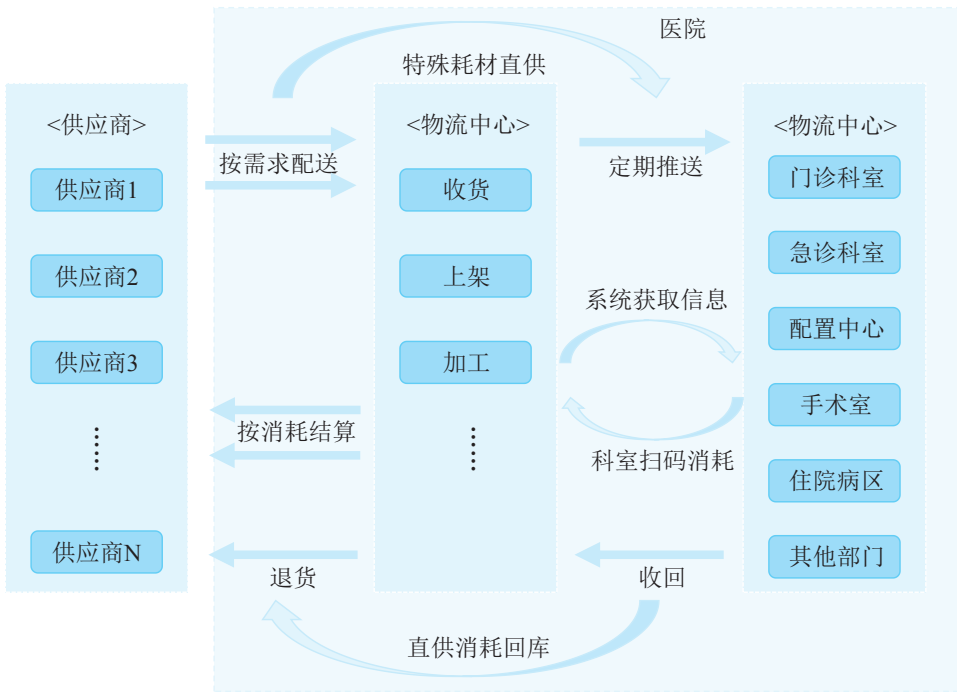 医院
特殊耗材直供
<供应商>
供应商1
供应商2
供应商3
供应商N
按需求配送
按消耗结算
退货
<物流中心>
收货
上架
加工
定期推送
系统获取信息
科室扫码消耗
收回
直供消耗回库
<物流中心>
门诊科室
急诊科室
配置中心
手术室
住院病区
其他部门